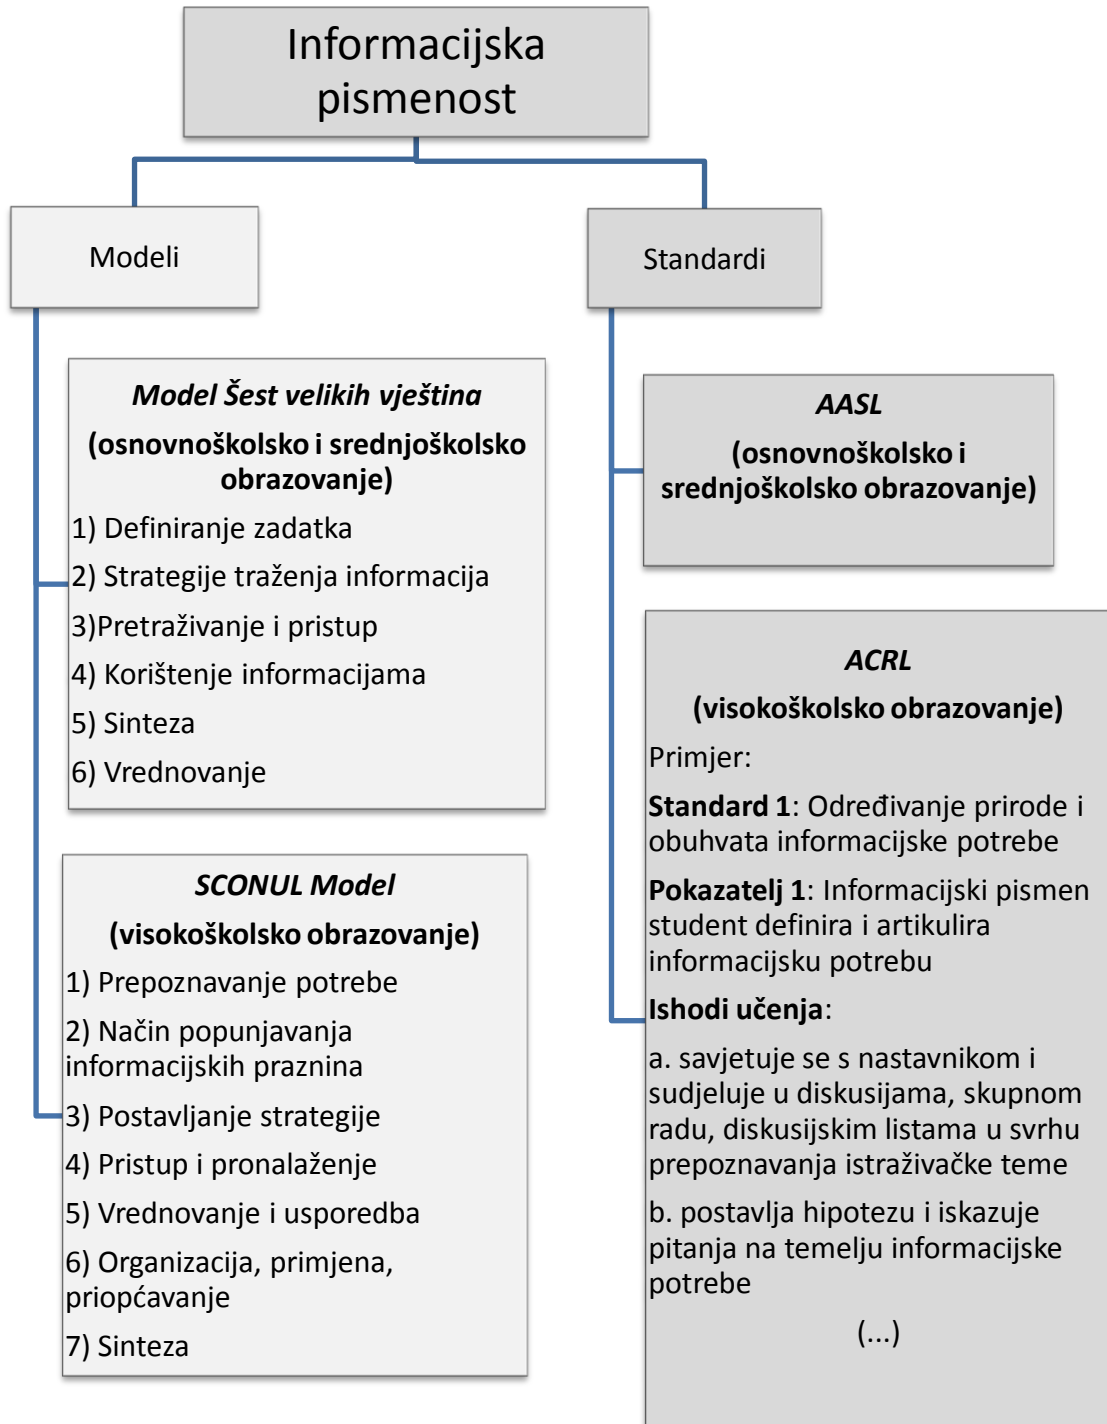 Informacijska
pismenost
Modeli
Standardi
Model Šest velikih vještina
(osnovnoškolsko i srednjoškolsko
obrazovanje)
1) Definiranje zadatka
2) Strategije traženja informacija
3)Pretraživanje i pristup
4) Korištenje informacijama
5) Sinteza
6) Vrednovanje
SCONUL Model
(visokoškolsko obrazovanje)
1) Prepoznavanje potrebe
2) Način popunjavanja
informacijskih praznina
3) Postavljanje strategije
4) Pristup i pronalaženje
5) Vrednovanje i usporedba
6) Organizacija, primjena,
priopćavanje
7) Sinteza
AASL
(osnovnoškolsko i
srednjoškolsko obrazovanje)
ACRL
(visokoškolsko obrazovanje)
Primjer:
Standard 1: Određivanje prirode i
obuhvata informacijske potrebe
Pokazatelj 1: Informacijski pismen
student definira i artikulira
informacijsku potrebu
Ishodi učenja:
a. savjetuje se s nastavnikom i
sudjeluje u diskusijama, skupnom
radu, diskusijskim listama u svrhu
prepoznavanja istraživačke teme
b. postavlja hipotezu i iskazuje
pitanja na temelju informacijske
potrebe
(...)